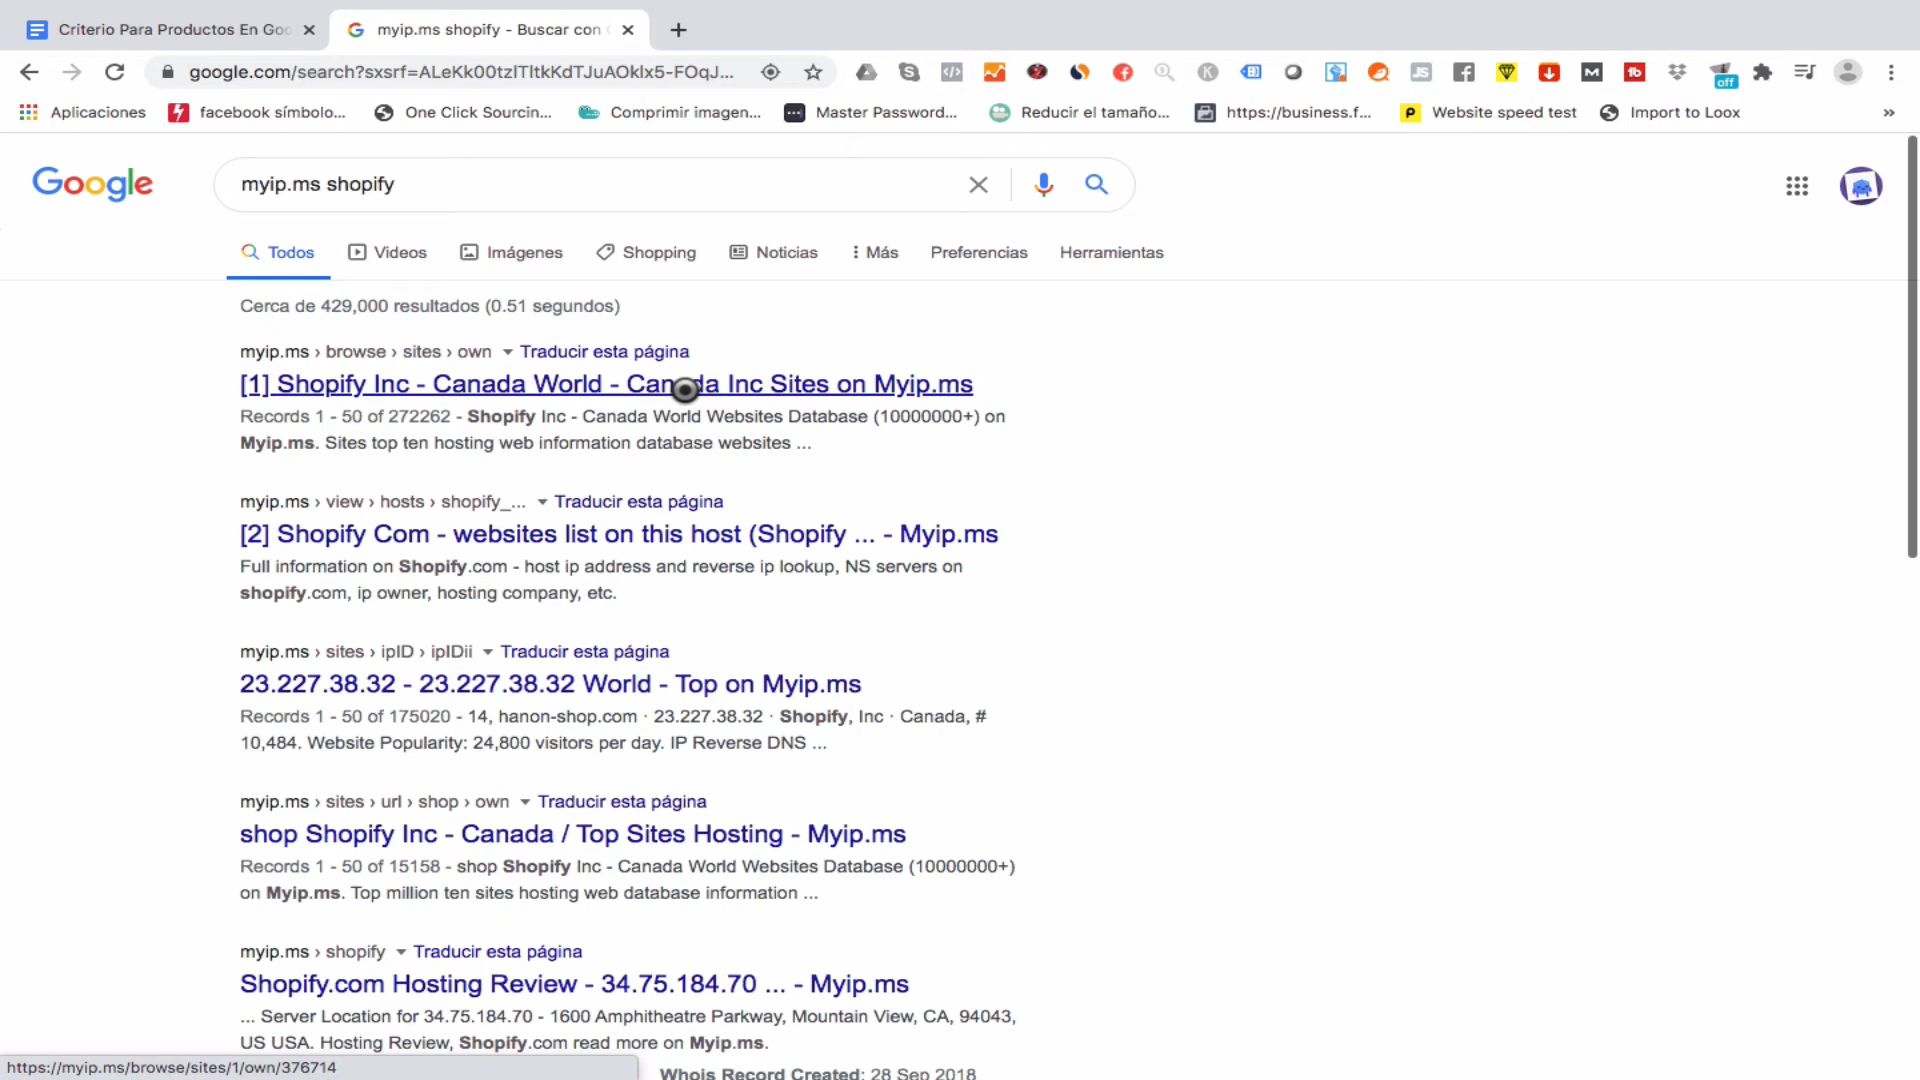 Criterio Para Productos En Goo
myip.ms shopify - Buscar con
google.com/search?sxsrf=ALeKk00tzlTltkKdTJuAOklx5-FOqJ...
off
Aplicaciones
facebook símbolo...
One Click Sourcin...
Comprimir imagen...
Master Password...
Reducir el tamaño...
https://business.f...
Website speed test
Import to Loox
»
Google
myip.ms shopify
Todos
Videos
Imágenes
Shopping
Noticias
Más
Preferencias
Herramientas
Cerca de 429,000 resultados (0.51 segundos)
myip.ms › browse › sites › own Traducir esta página
[1] Shopify Inc - Canada World - Canada Inc Sites on Myip.ms
Records 1 - 50 of 272262 - Shopify Inc - Canada World Websites Database (10000000+) on
Myip.ms. Sites top ten hosting web information database websites ...
myip.ms › view › hosts › shopify_... Traducir esta página
[2] Shopify Com - websites list on this host (Shopify ... - Myip.ms
Full information on Shopify.com - host ip address and reverse ip lookup, NS servers on
shopify.com, ip owner, hosting company, etc.
myip.ms › sites › ipID › ipIDii Traducir esta página
23.227.38.32 - 23.227.38.32 World - Top on Myip.ms
Records 1 - 50 of 175020 - 14, hanon-shop.com · 23.227.38.32 · Shopify, Inc · Canada, #
10,484. Website Popularity: 24,800 visitors per day. IP Reverse DNS ...
myip.ms › sites › url › shop › own Traducir esta página
shop Shopify Inc - Canada / Top Sites Hosting - Myip.ms
Records 1 - 50 of 15158 - shop Shopify Inc - Canada World Websites Database (10000000+)
on Myip.ms. Top million ten sites hosting web database information ...
myip.ms › shopify Traducir esta página
Shopify.com Hosting Review - 34.75.184.70 ... - Myip.ms
... Server Location for 34.75.184.70 - 1600 Amphitheatre Parkway, Mountain View, CA, 94043,
US USA. Hosting Review, Shopify.com read more on Myip.ms.
https://myip.ms/browse/sites/1/own/376714
Whois Record Created: 28 Sep 2018